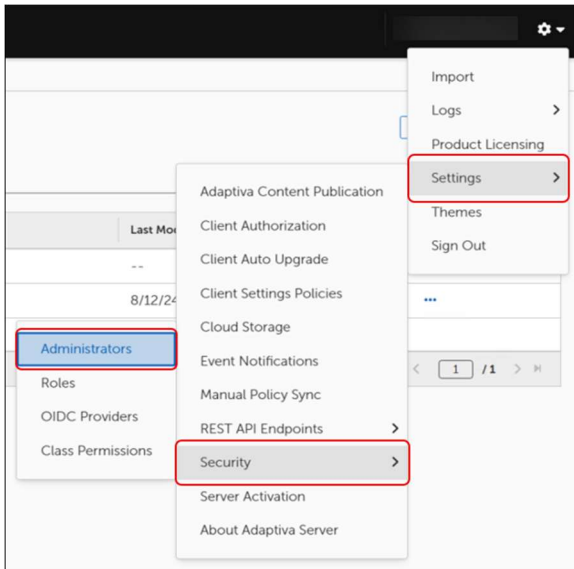 Import
Logs
Product Licensing
Settings
Themes
Sign Out
Adaptiva Content Publication
Client Authorization
Client Auto Upgrade
Client Settings Policies
Cloud Storage
Event Notifications
Manual Policy Sync
REST API Endpoints
Security
Server Activation
About Adaptiva Server
Last Mo
--
8/12/24
Administrators
Roles
OIDC Providers
Class Permissions
1 / 1